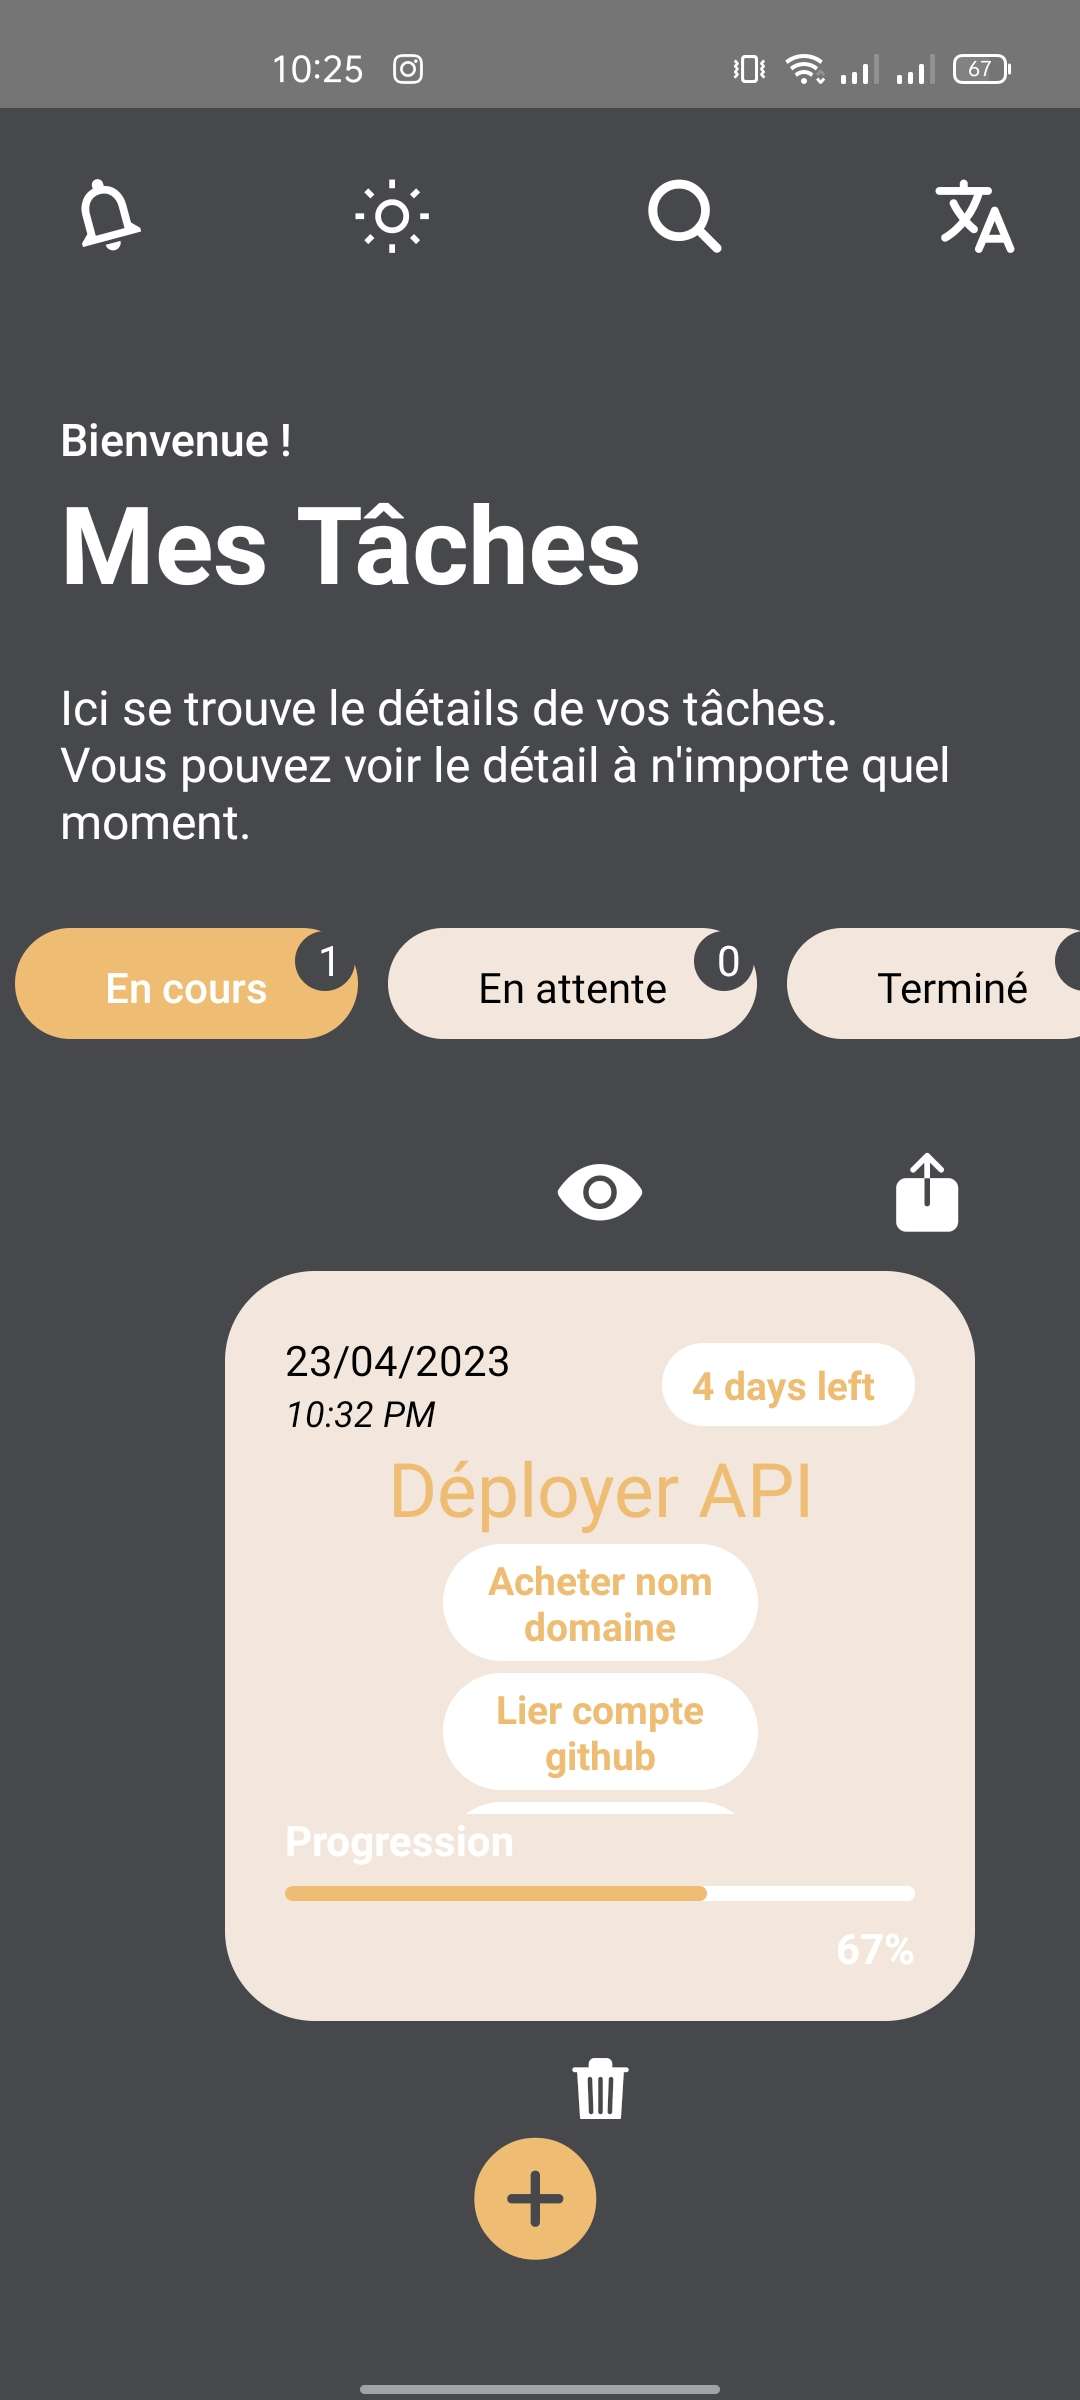 10:25
67
Bienvenue !
Mes Tâches
Ici se trouve le détails de vos tâches.
Vous pouvez voir le détail à n'importe quel
moment.
En cours
1
En attente
0
Terminé
23/04/2023
10:32 PM
4 days left
Déployer API
Acheter nom
domaine
Lier compte
github
Progression
67%